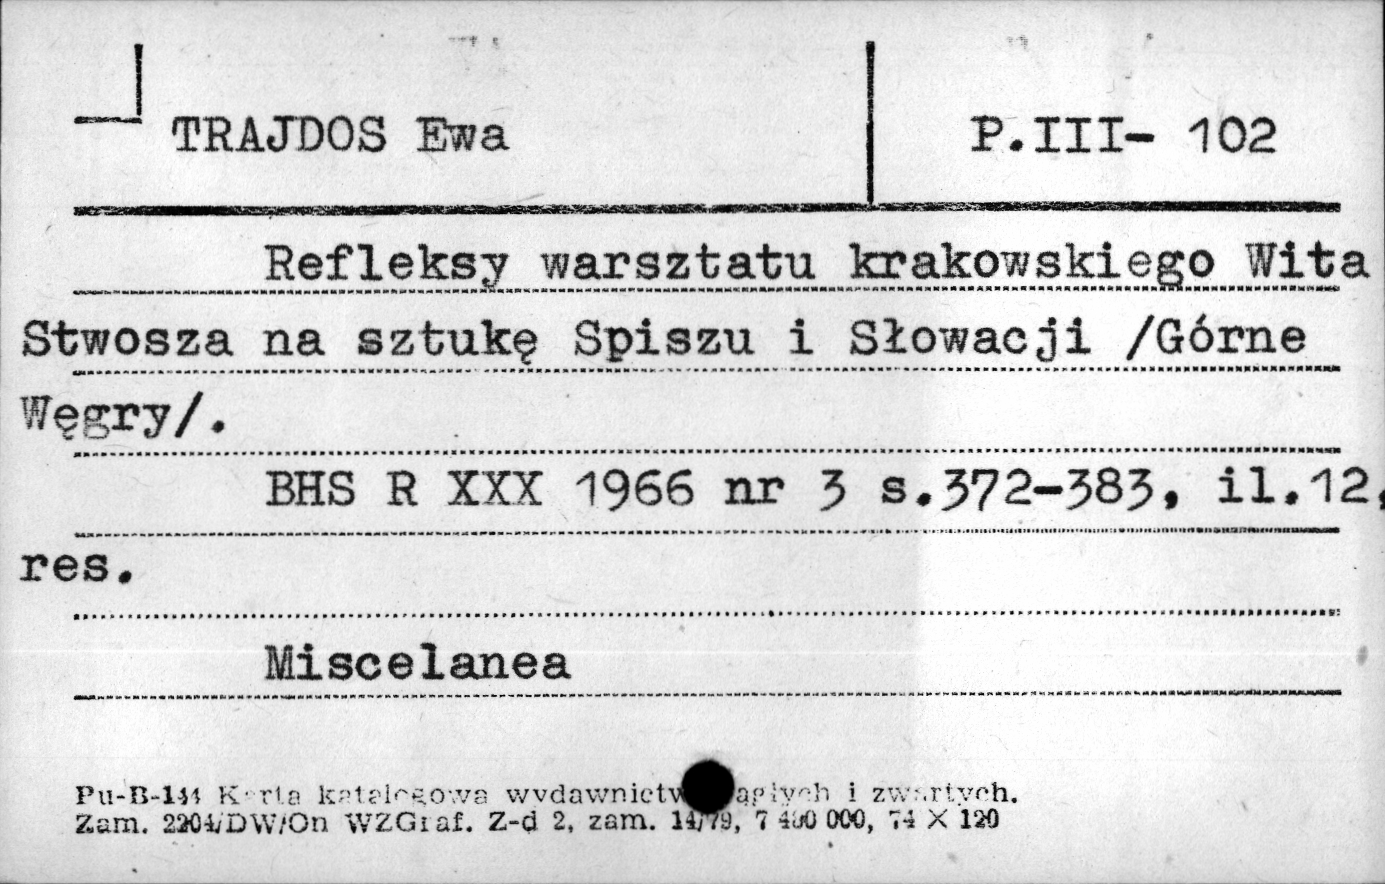 TRAJDOS Ewa
P.III- 102
Refleksy warsztatu krakowskiego Wita
Stwosza na sztukę Spiszu i Słowacji /Górne
Węgry/.
BHS R XXX 1966 nr 3 s.372-383, il.12,
res.
Miscelanea
Pu-B-144 Karta katalogowa wydawnictw ągłych i zwartych.
Zam. 2204/DW/On WZGraf. Z-d 2, zam. 14/79, 7 400 000, 74 X 120